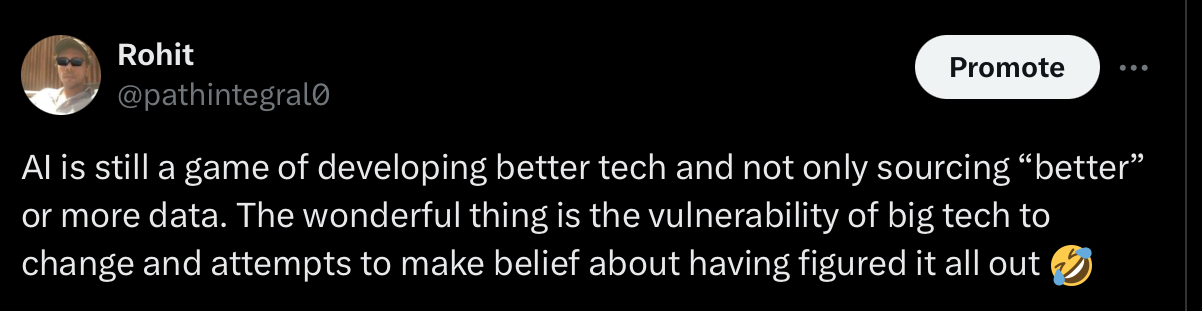 Rohit
Promote
@pathintegral0
AI is still a game of developing better tech and not only sourcing “better”
or more data. The wonderful thing is the vulnerability of big tech to
change and attempts to make belief about having figured it all out 🤣